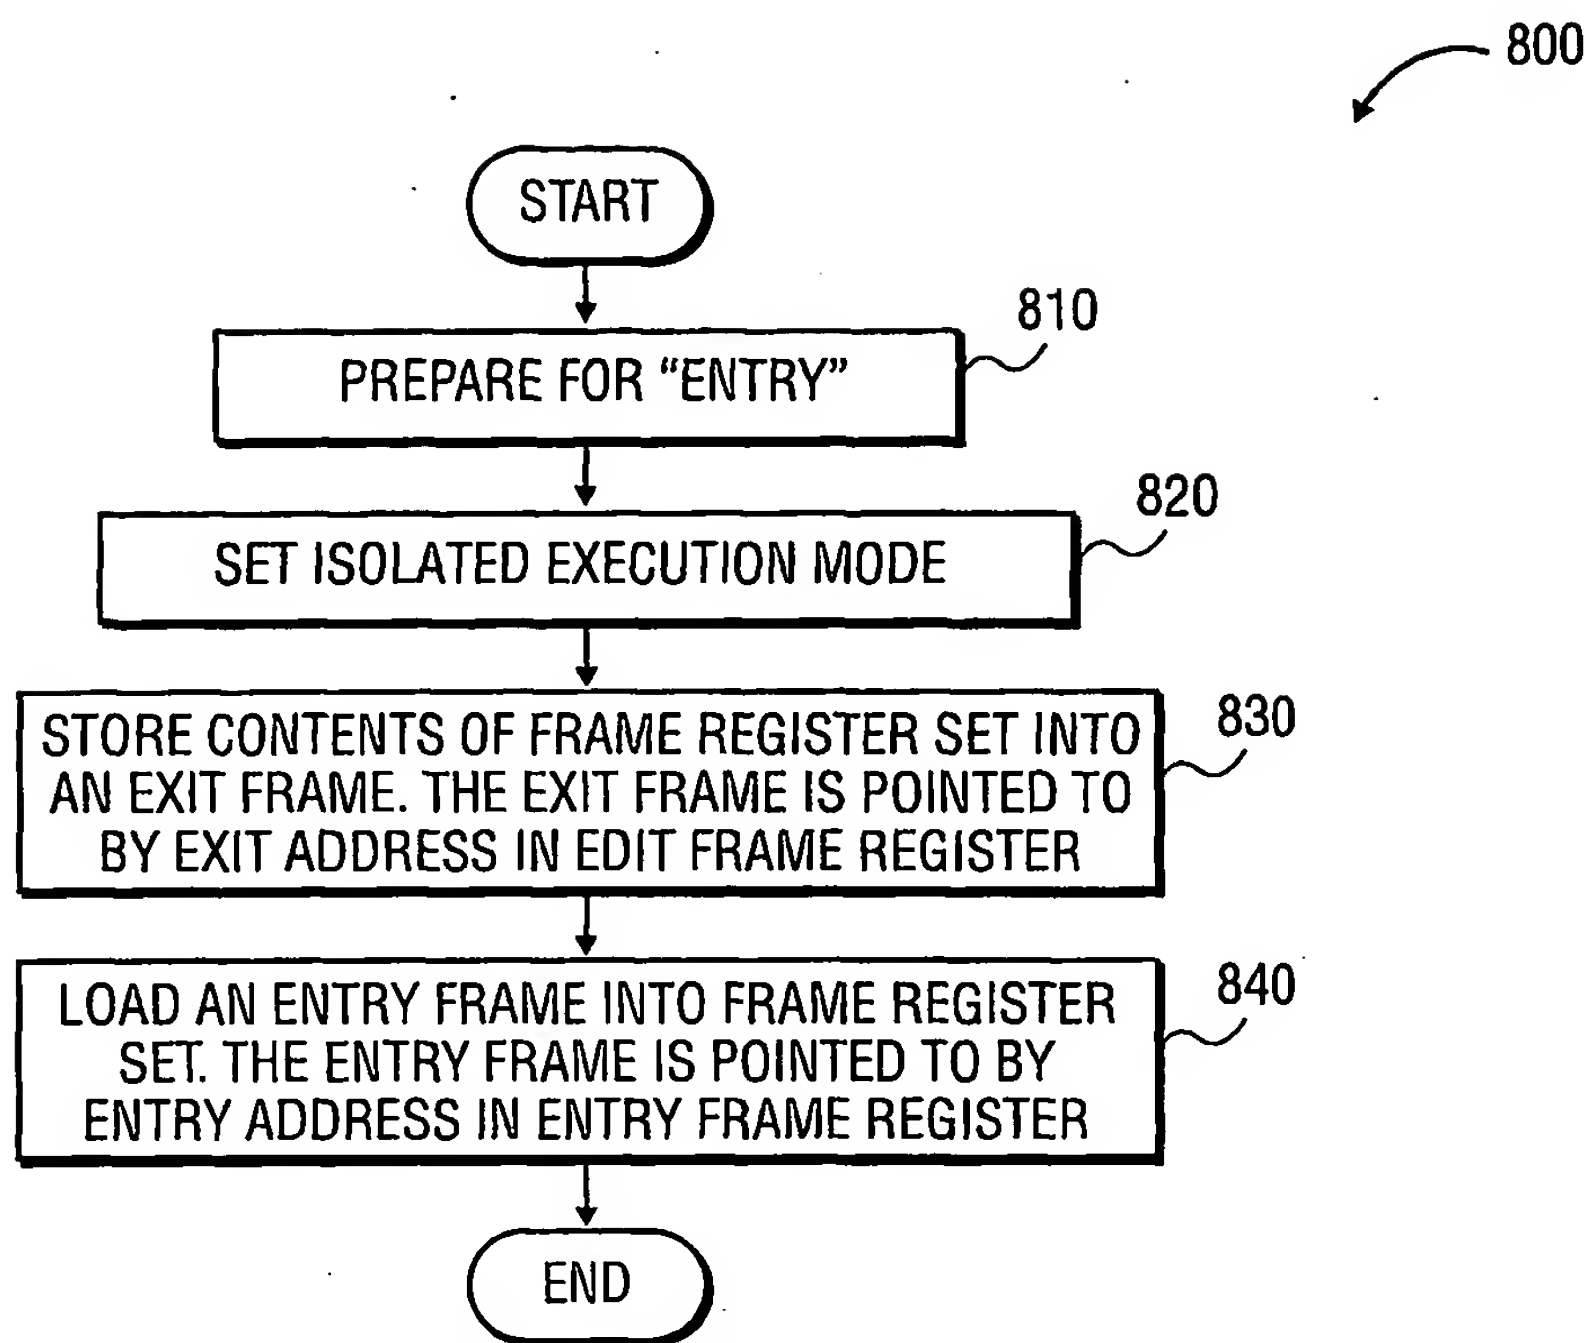 800
START
810
PREPARE FOR “ENTRY”
820
SET ISOLATED EXECUTION MODE
830
STORE CONTENTS OF FRAME REGISTER SET INTO
AN EXIT FRAME. THE EXIT FRAME IS POINTED TO
BY EXIT ADDRESS IN EDIT FRAME REGISTER
840
LOAD AN ENTRY FRAME INTO FRAME REGISTER
SET. THE ENTRY FRAME IS POINTED TO BY
ENTRY ADDRESS IN ENTRY FRAME REGISTER
END